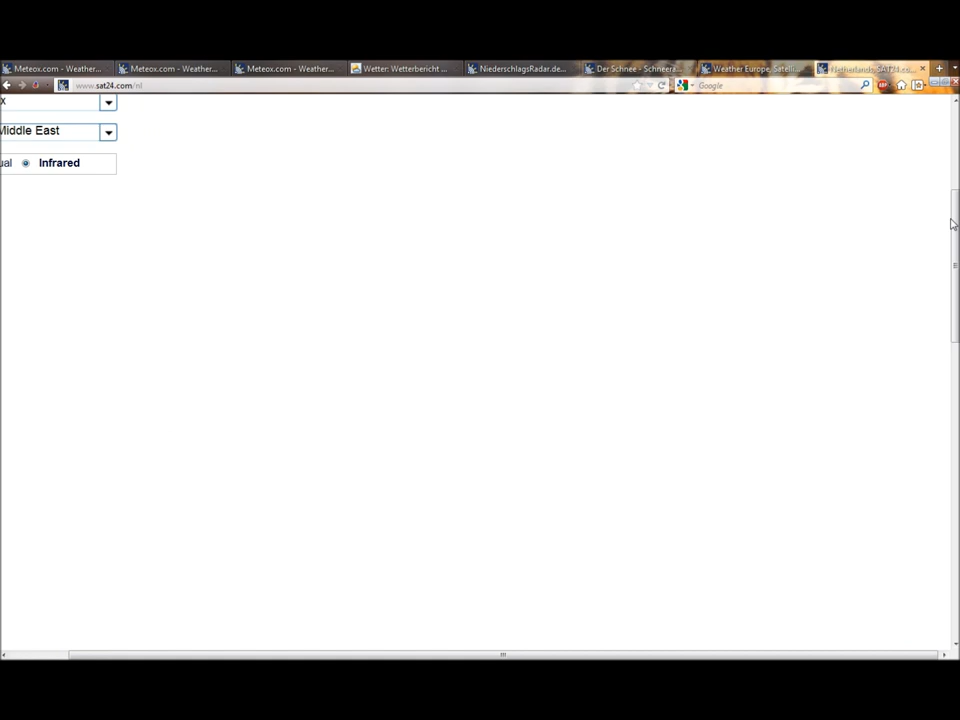 Meteox.com - Weather... Meteox.com - Weather... Meteox.com - Weather... Wetter: Wetterbericht ... NiederschlagsRadar.de... Der Schnee - Schneera... Weather Europe, Satelli... Netherlands SAT24.co...
www.sat24.com/nl Google
x
Middle East
ual Infrared